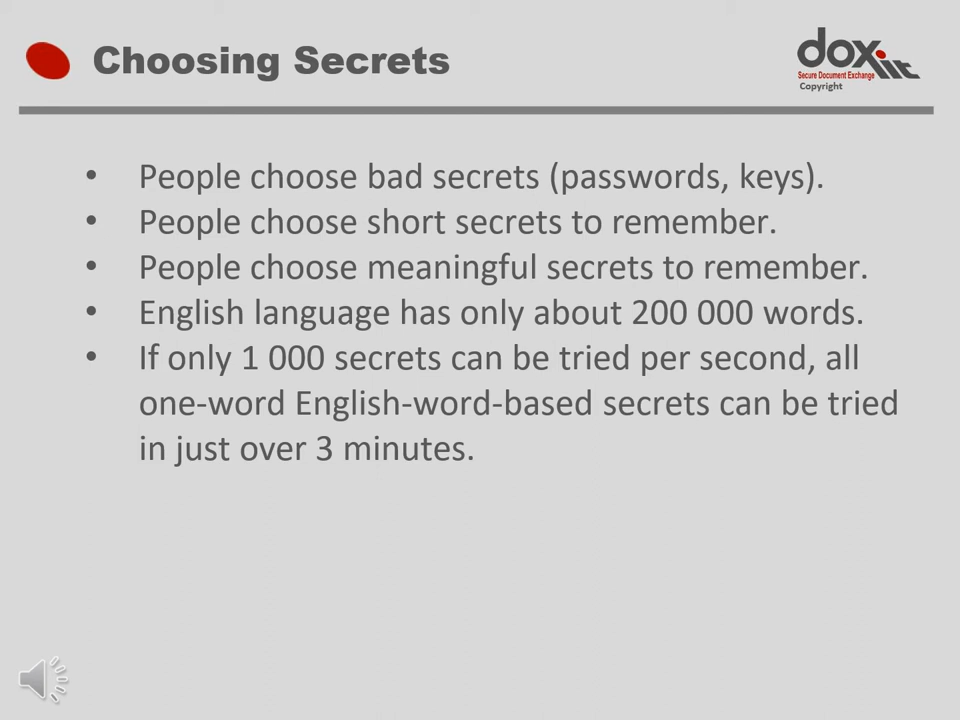 Choosing Secrets
doxiit
Secure Document Exchange
Copyright
• People choose bad secrets (passwords, keys).
• People choose short secrets to remember.
• People choose meaningful secrets to remember.
• English language has only about 200 000 words.
• If only 1 000 secrets can be tried per second, all
one-word English-word-based secrets can be tried
in just over 3 minutes.